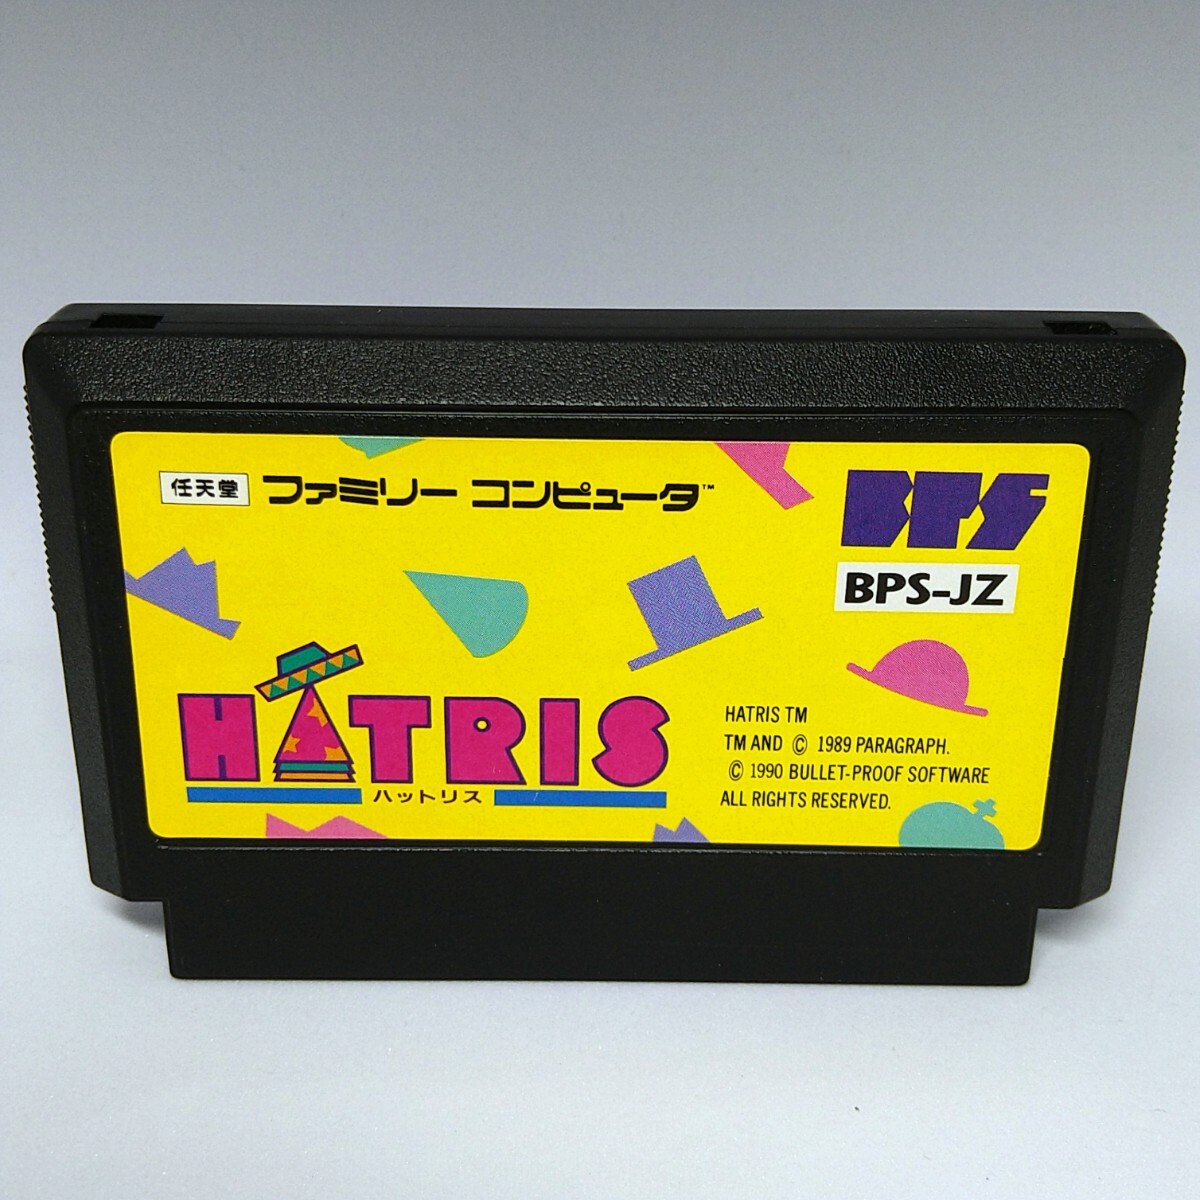 任天堂 ファミリー コンピュータ™
BPS
BPS-JZ
HATRIS
ハットリス
HATRIS TM
TM AND © 1989 PARAGRAPH.
© 1990 BULLET-PROOF SOFTWARE
ALL RIGHTS RESERVED.